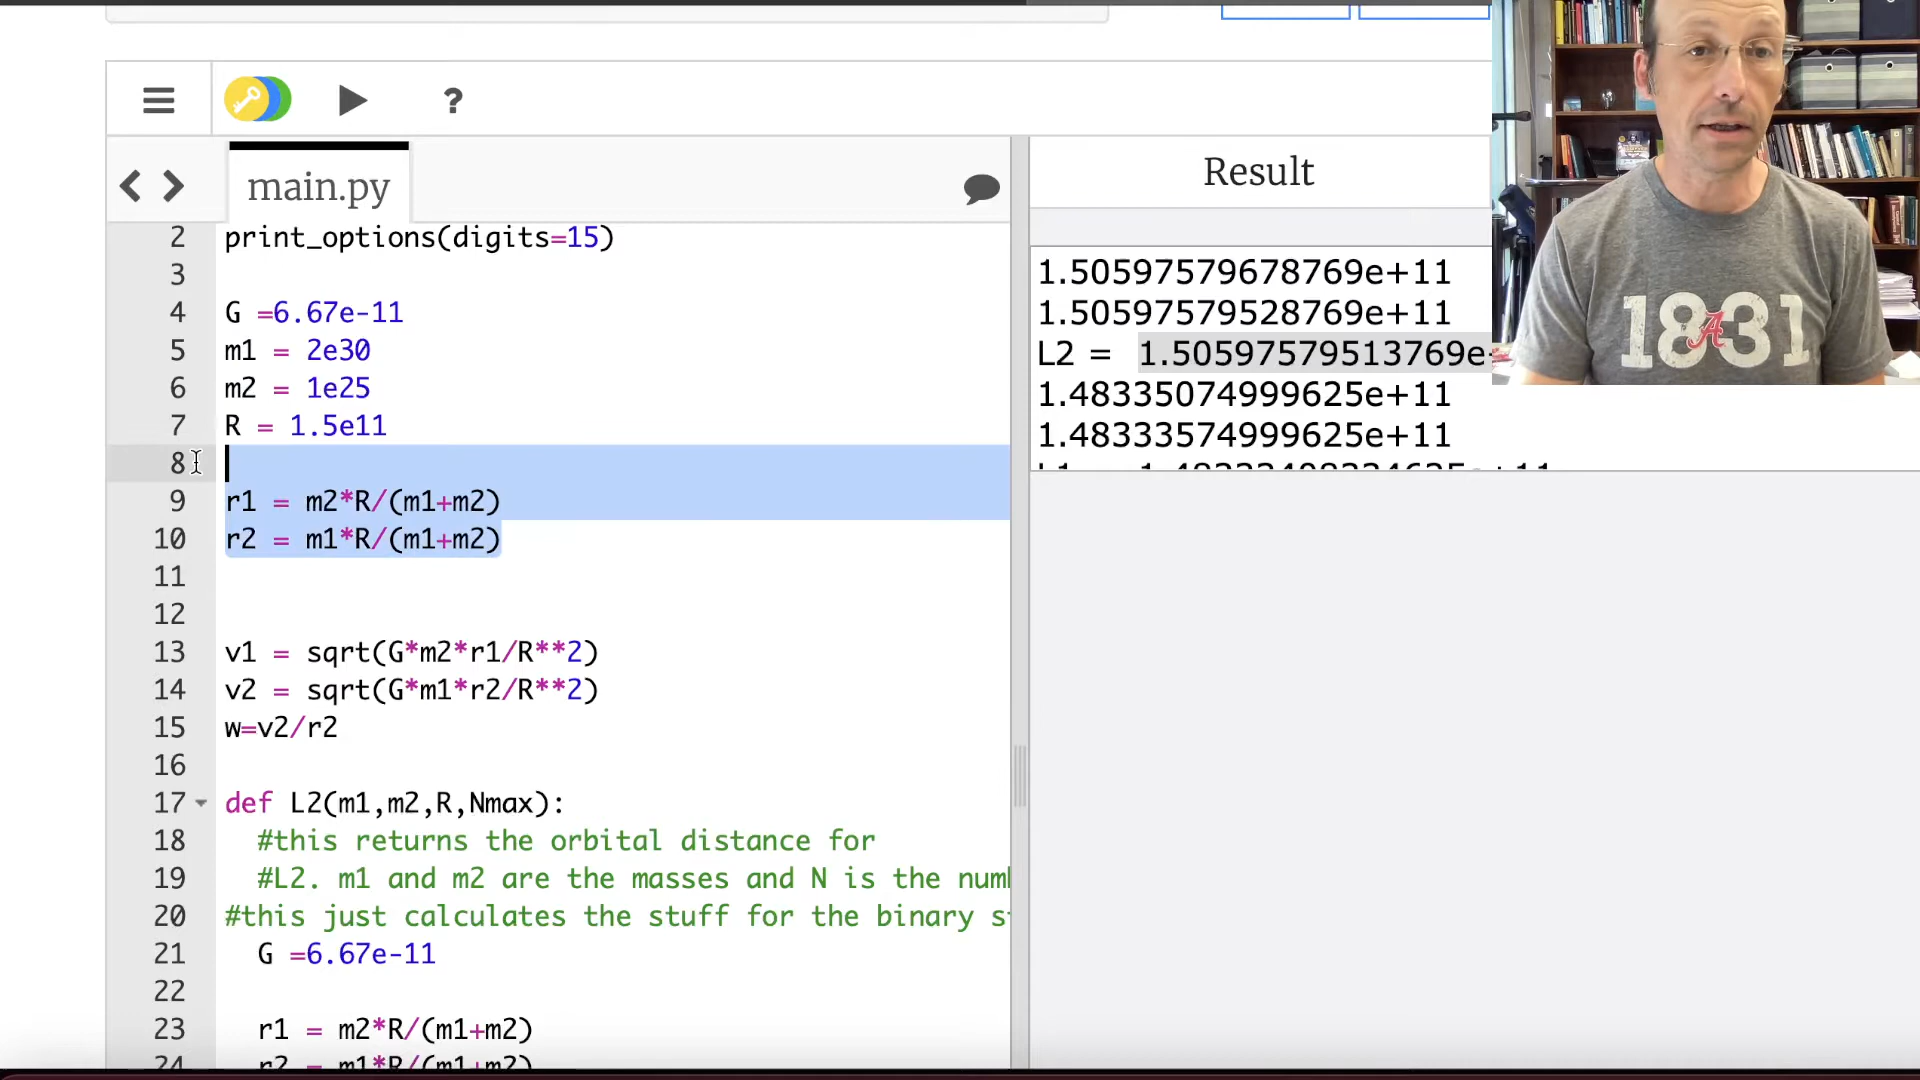 ?
main.py
Result
2 print_options(digits=15)
3
4 G =6.67e-11
5 m1 = 2e30
6 m2 = 1e25
7 R = 1.5e11
8
9 r1 = m2*R/(m1+m2)
10 r2 = m1*R/(m1+m2)
11
12
13 v1 = sqrt(G*m2*r1/R**2)
14 v2 = sqrt(G*m1*r2/R**2)
15 w=v2/r2
16
17 def L2(m1,m2,R,Nmax):
18 #this returns the orbital distance for
19 #L2. m1 and m2 are the masses and N is the
20 #this just calculates the stuff for the binary
21 G =6.67e-11
22
23 r1 = m2*R/(m1+m2)
24 r2 = m1*R/(m1+m2)
1.50597579678769e+11
1.50597579528769e+11
L2 = 1.50597579513769e
1.48335074999625e+11
1.48333574999625e+11
1831
A